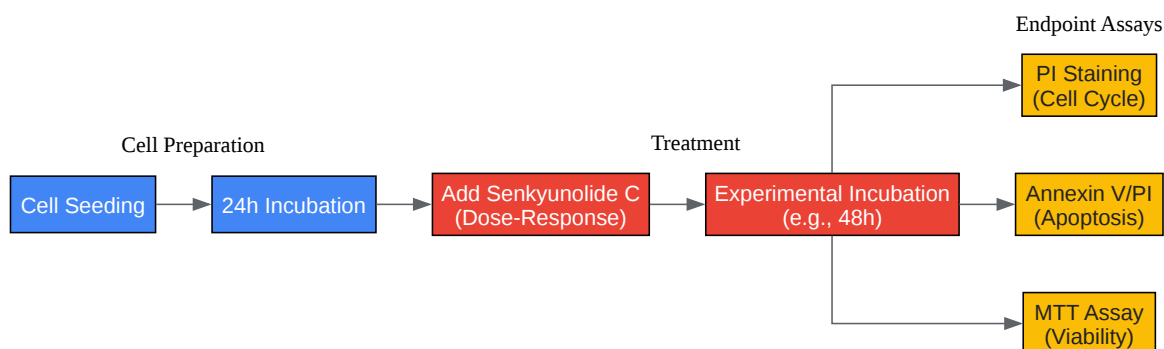 Endpoint Assays
PI Staining
(Cell Cycle)
Cell Preparation
Treatment
Cell Seeding
24h Incubation
Add Senkyunolide C
(Dose-Response)
Experimental Incubation
(e.g., 48h)
Annexin V/PI
(Apoptosis)
MTT Assay
(Viability)